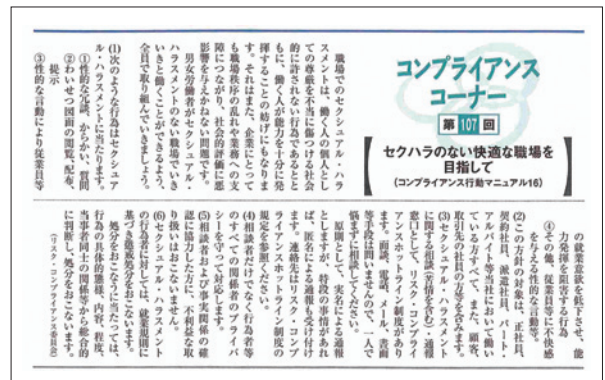 コンプライアンス
コーナー
第107回
セクハラのない快適な職場を
目指して
(コンプライアンス行動マニュアル16)
職場でのセクシュアル・ハラ
スメントは、働く人の個人とし
ての尊厳を不当に傷つける社会
的に許されない行為であるとと
もに、働く人が能力を十分に発
揮することの妨げにもなりま
す。それはまた、企業にとって
も職場秩序の乱れや業務への支
障につながり、社会的評価に悪
影響を与えかねない問題です。
男女労働者がセクシュアル・
ハラスメントのない職場でいき
いきと働くことができるよう、
全員で取り組んでいきましょう。
(1)次のような行為はセクシュア
ル・ハラスメントに当たります。
①性的な冗談、からかい、質問
②わいせつ図画の閲覧、配布、
提示
③性的な言動により従業員等
の就業意欲を低下させ、能
力発揮を阻害する行為
④その他、従業員等に不快感
を与える性的な言動等。
(2)この方針の対象は、正社員、
契約社員、派遣社員、パート・
アルバイト等当社において働い
ている方すべて、また、顧客、
取引先の社員の方等を含みます。
(3)セクシュアル・ハラスメント
に関する相談(苦情を含む)・通報
窓口として、リスク・コンプライ
アンスホットライン制度があり
ます。面談、電話、メール、書面
等手段は問いませんので、一人で
悩まずに相談してください。
原則として、実名による通報
としますが、特段の事情があれ
ば、匿名による通報も受け付け
ます。連絡先はリスク・コンプ
ライアンスホットライン制度の
規定を参照ください。
(4)相談者だけでなく行為者等
のすべての関係者のプライバ
シーを守って対応します。
(5)相談者および事実関係の確
認に協力した方に、不利益な取
り扱いはおこないません。
(6)セクシュアル・ハラスメント
の行為者に対しては、就業規則に
基づき懲戒処分をおこないます。
処分をおこなうに当たっては、
行為の具体的態様、内容・程度、
当事者同士の関係等から総合的
に判断し、処分をおこないます。
(リスク・コンプライアンス委員会)